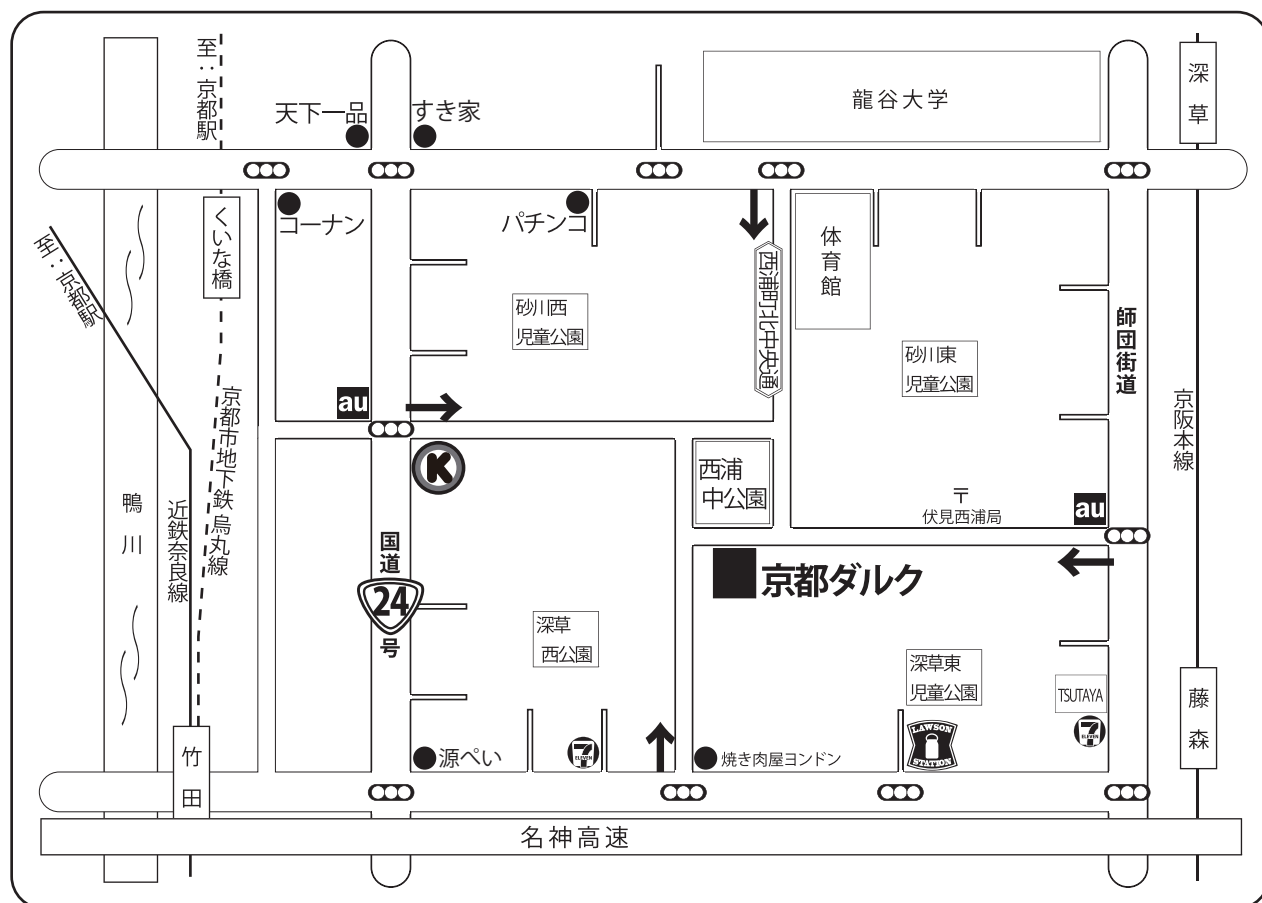 至:京都駅
天下一品
すき家
龍谷大学
深草
くいな橋
コーナン
パチンコ
体育館
至:京都駅
西浦町北中央通
砂川西
児童公園
師団街道
砂川東
児童公園
au
京都市地下鉄 烏丸線
京阪本線
K
西浦
中公園
〒
伏見西浦局
au
鴨川
近鉄奈良線
国道
24
号
京都ダルク
深草
西公園
深草東
児童公園
TSUTAYA
藤森
竹田
源ぺい
7
ELEVEN
焼き肉屋ヨンドン
LAWSON
STATION
7
ELEVEN
名神高速